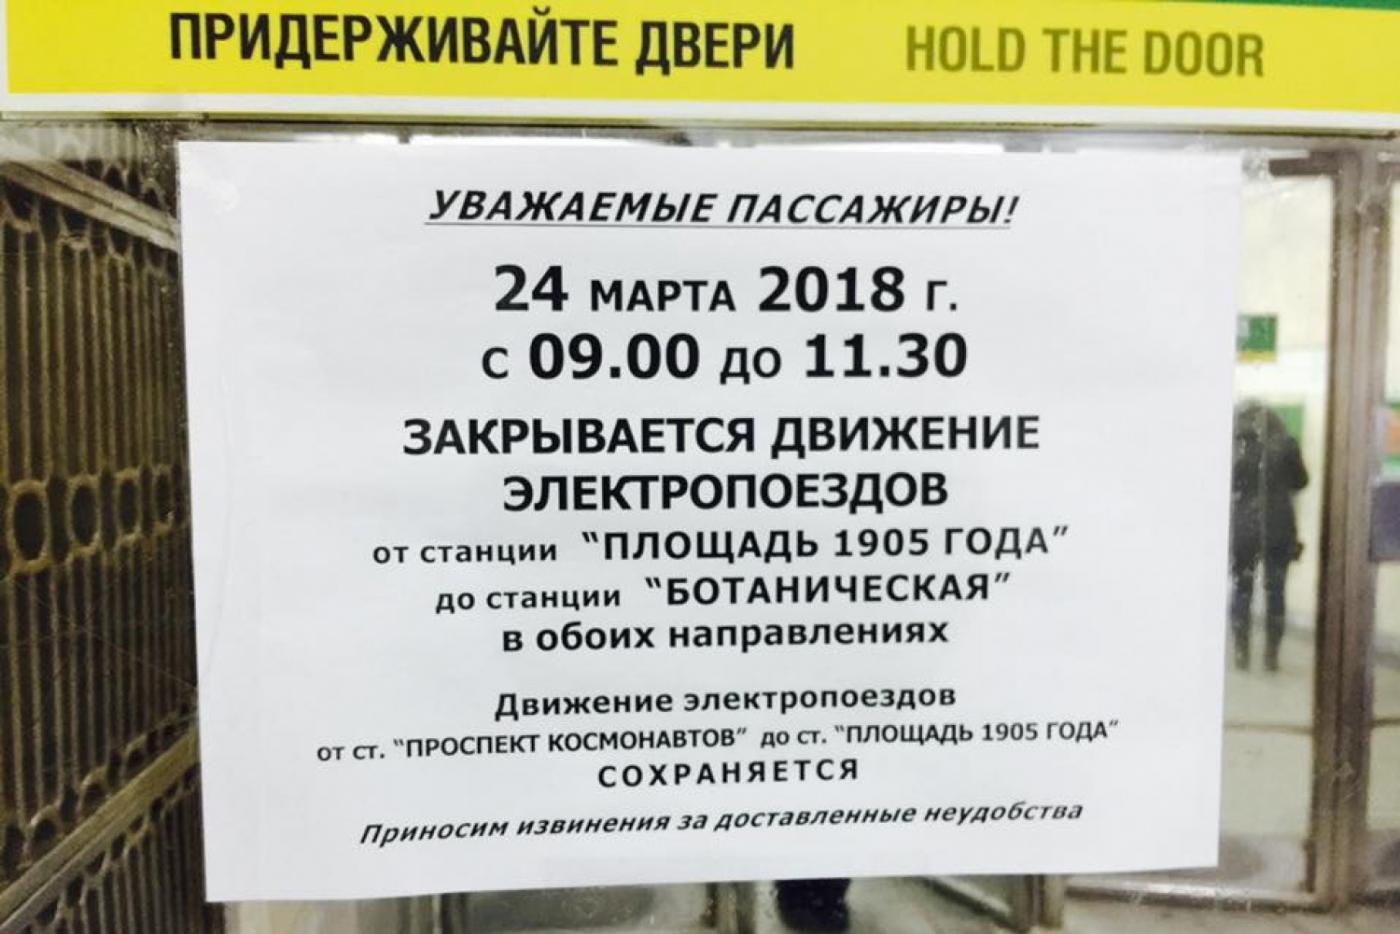 ПРИДЕРЖИВАЙТЕ ДВЕРИ HOLD THE DOOR
УВАЖАЕМЫЕ ПАССАЖИРЫ!
24 МАРТА 2018 Г.
С 09.00 ДО 11.30
ЗАКРЫВАЕТСЯ ДВИЖЕНИЕ
ЭЛЕКТРОПОЕЗДОВ
от станции “ПЛОЩАДЬ 1905 ГОДА”
до станции “БОТАНИЧЕСКАЯ”
в обоих направлениях
Движение электропоездов
от ст. “ПРОСПЕКТ КОСМОНАВТОВ” до ст. “ПЛОЩАДЬ 1905 ГОДА”
СОХРАНЯЕТСЯ
Приносим извинения за доставленные неудобства